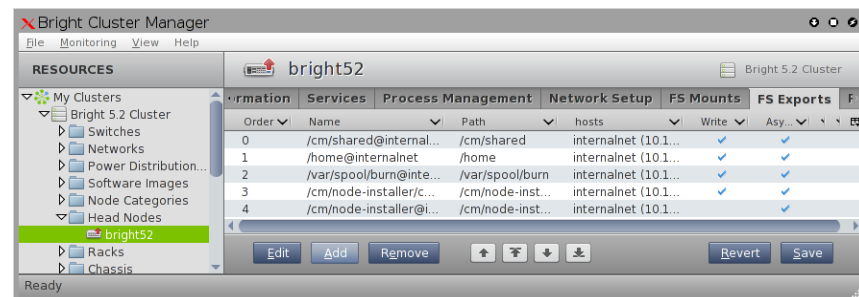 Bright Cluster Manager
File Monitoring View Help
RESOURCES
bright52
Bright 5.2 Cluster
My Clusters
Bright 5.2 Cluster
Switches
Networks
Power Distribution...
Software Images
Node Categories
Head Nodes
bright52
Racks
Chassis
rmation Services Process Management Network Setup FS Mounts FS Exports
Order Name Path hosts Write Asy...
0 /cm/shared@internal... /cm/shared internalnet (10.1...
1 /home@internalnet /home internalnet (10.1...
2 /var/spool/burn@inte... /var/spool/burn internalnet (10.1...
3 /cm/node-installer/c... /cm/node-inst... internalnet (10.1...
4 /cm/node-installer@i... /cm/node-inst... internalnet (10.1...
Edit Add Remove Revert Save
Ready